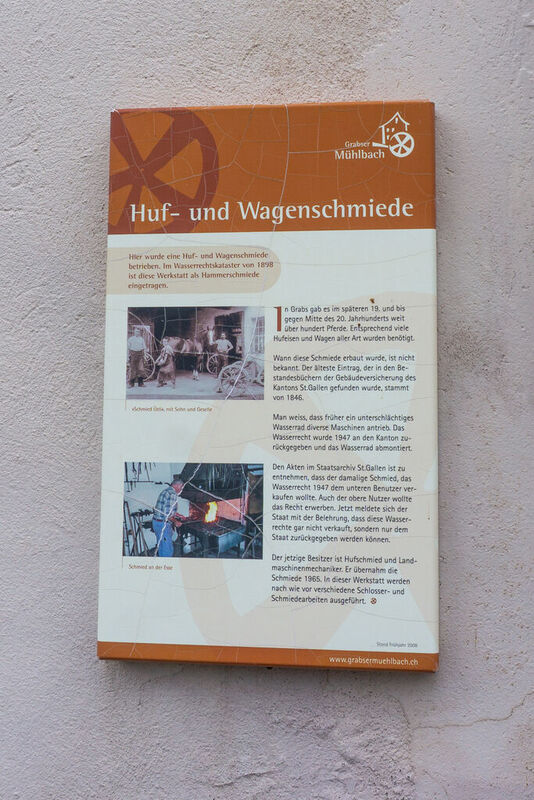 Grabser
Mühlbach
Huf- und Wagenschmiede
Hier wurde eine Huf- und Wagenschmiede
betrieben. Im Wasserrechtskataster von 1898
ist diese Werkstatt als Hammerschmiede
eingetragen.
In Grabs gab es im späteren 19. und bis
gegen Mitte des 20. Jahrhunderts weit
über hundert Pferde. Entsprechend viele
Hufeisen und Wagen aller Art wurden benötigt.
Wann diese Schmiede erbaut wurde, ist nicht
bekannt. Der älteste Eintrag, der in den Be-
standesbüchern der Gebäudeversicherung des
Kantons St.Gallen gefunden wurde, stammt
von 1846.
«Schmied Östi», mit Sohn und Gesell»
Man weiss, dass früher ein unterschlächtiges
Wasserrad diverse Maschinen antrieb. Das
Wasserrecht wurde 1947 an den Kanton zu-
rückgegeben und das Wasserrad abmontiert.
Den Akten im Staatsarchiv St.Gallen ist zu
entnehmen, dass der damalige Schmied, das
Wasserrecht 1947 dem unteren Benutzer ver-
kaufen wollte. Auch der obere Nutzer wollte
das Recht erwerben. Jetzt meldete sich der
Staat mit der Belehrung, dass diese Wasser-
rechte gar nicht verkauft, sondern nur dem
Staat zurückgegeben werden können.
Schmied an der Esse
Der jetzige Besitzer ist Hufschmied und Land-
maschinenmechaniker. Er übernahm die
Schmiede 1965. In dieser Werkstatt werden
nach wie vor verschiedene Schlosser- und
Schmiedearbeiten ausgeführt.
Stand Frühjahr 2008
www.grabsermuehlbach.ch